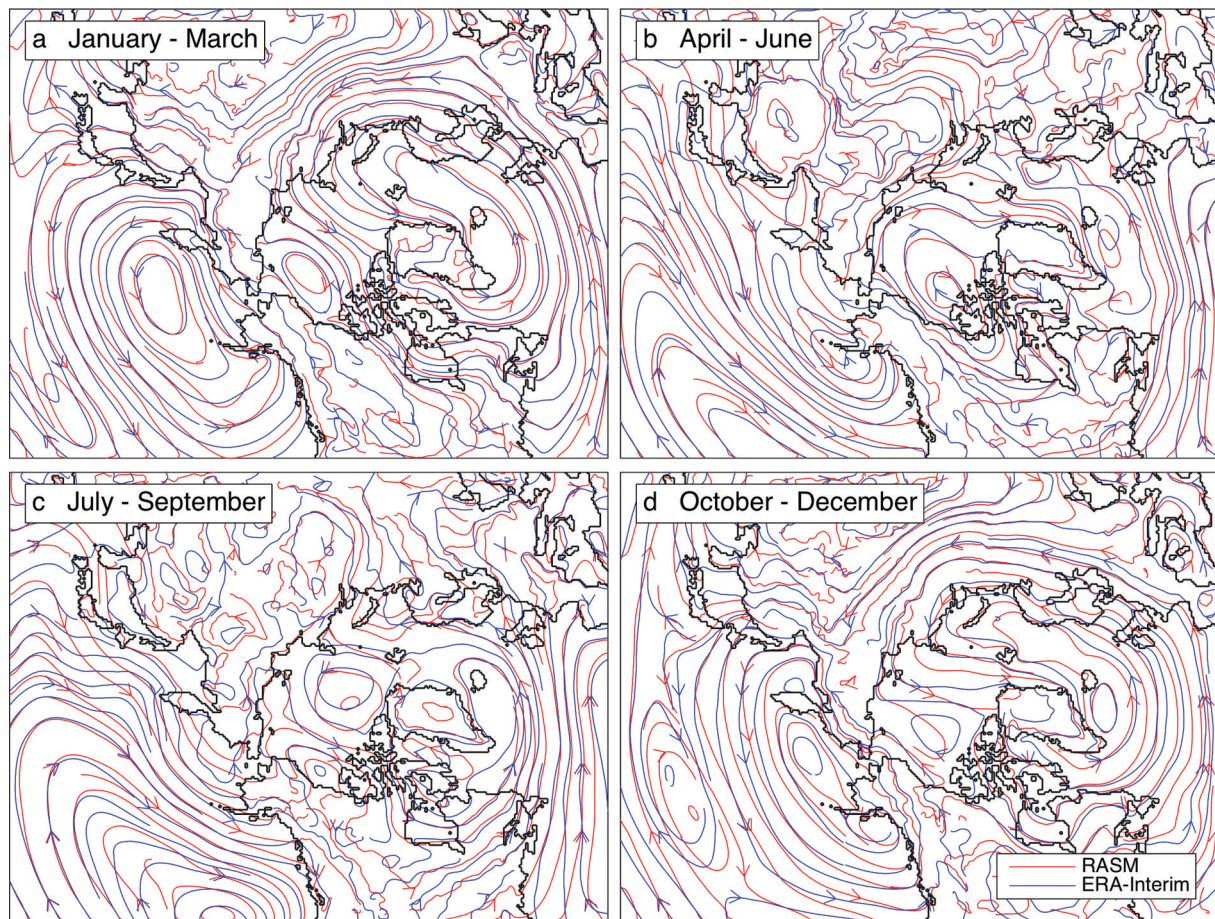 a January - March
b April - June
c July - September
d October - December
RASM
ERA-Interim